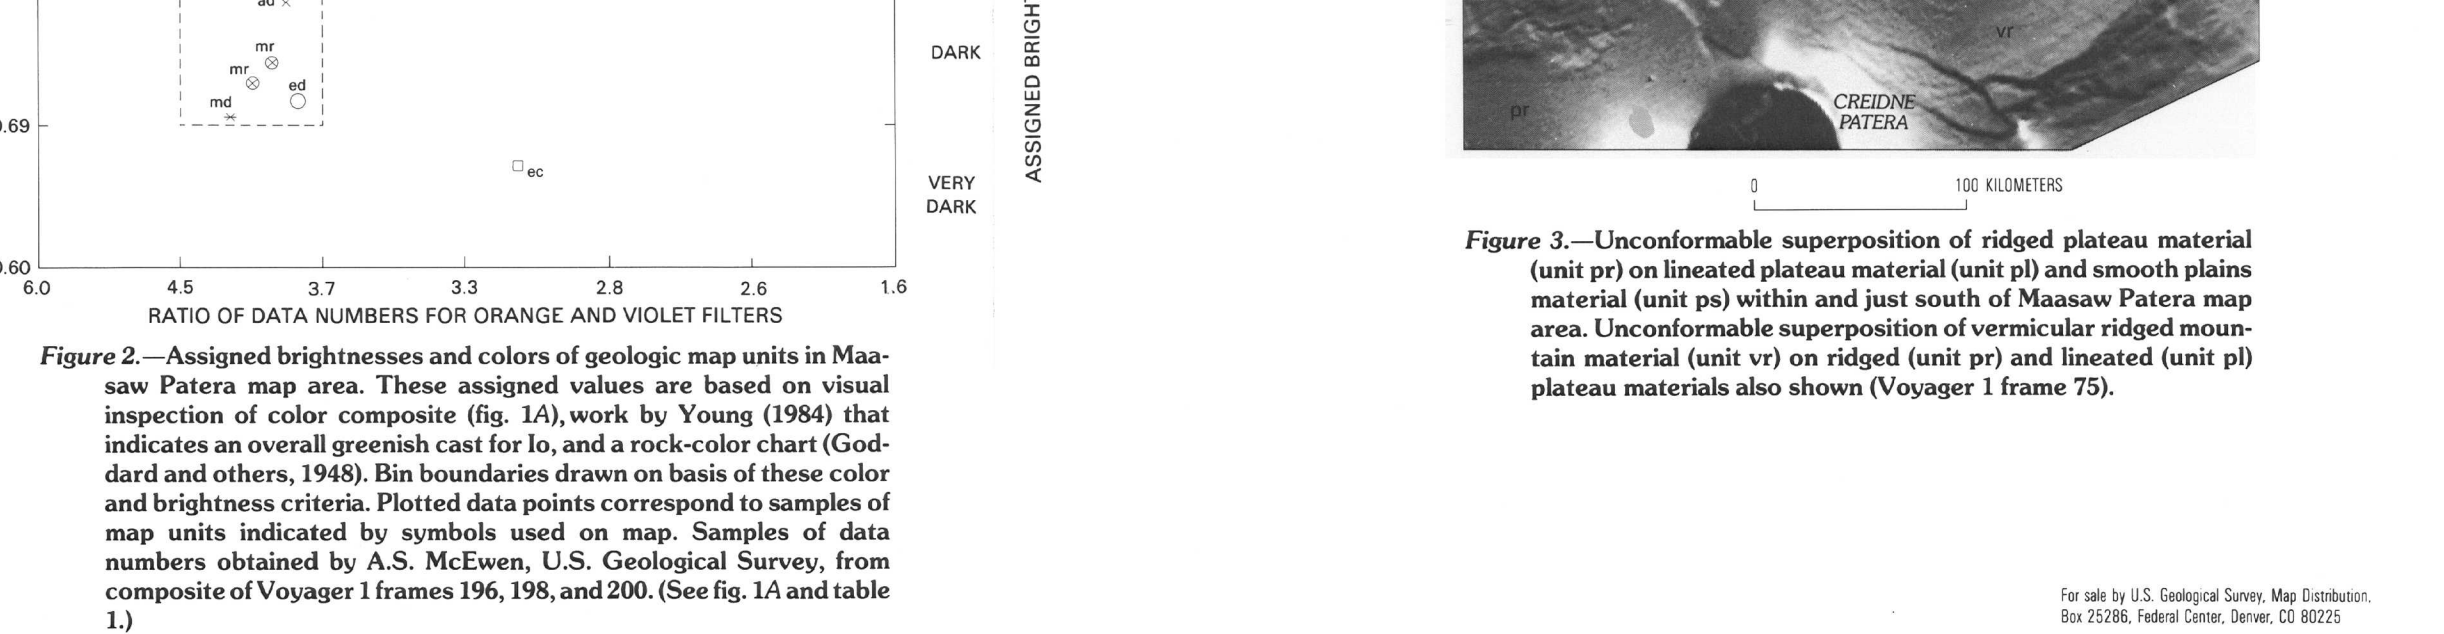 ad
mr
mr
ed
md
0.69
ec
0.60
6.0 4.5 3.7 3.3 2.8 2.6 1.6
RATIO OF DATA NUMBERS FOR ORANGE AND VIOLET FILTERS
DARK
VERY
DARK
Figure 2.—Assigned brightnesses and colors of geologic map units in Maa-
saw Patera map area. These assigned values are based on visual
inspection of color composite (fig. 1A), work by Young (1984) that
indicates an overall greenish cast for Io, and a rock-color chart (God-
dard and others, 1948). Bin boundaries drawn on basis of these color
and brightness criteria. Plotted data points correspond to samples of
map units indicated by symbols used on map. Samples of data
numbers obtained by A.S. McEwen, U.S. Geological Survey, from
composite of Voyager 1 frames 196, 198, and 200. (See fig. 1A and table
1.)
ASSIGNED
vr
pr
CREIDNE
PATERA
0 100 KILOMETERS
Figure 3.—Unconformable superposition of ridged plateau material
(unit pr) on lineated plateau material (unit pl) and smooth plains
material (unit ps) within and just south of Maasaw Patera map
area. Unconformable superposition of vermicular ridged moun-
tain material (unit vr) on ridged (unit pr) and lineated (unit pl)
plateau materials also shown (Voyager 1 frame 75).
For sale by U.S. Geological Survey, Map Distribution,
Box 25286, Federal Center, Denver, CO 80225